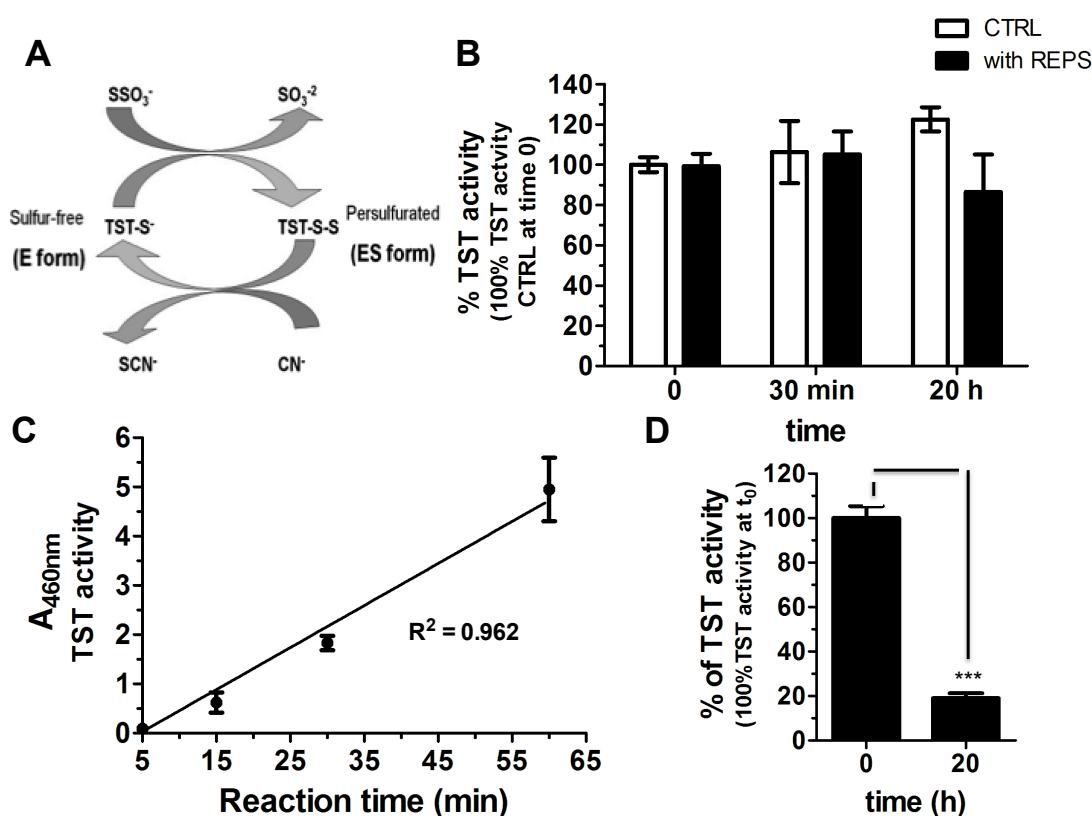 A
SSO₃⁻
SO₃⁻²
Sulfur-free
(E form)
TST-S⁻
TST-S-S
Persulfurated
(ES form)
SCN⁻
CN⁻
B
CTRL
with REPS
% TST activity
(100% TST actvity
CTRL at time 0)
140
120
100
80
60
40
20
0
0
30 min
20 h
time
C
A460nm
TST activity
6
5
4
3
2
1
0
R² = 0.962
5
15
25
35
45
55
65
Reaction time (min)
D
% of TST activity
(100%TST activity at t₀)
120
100
80
60
40
20
0
***
0
20
time (h)